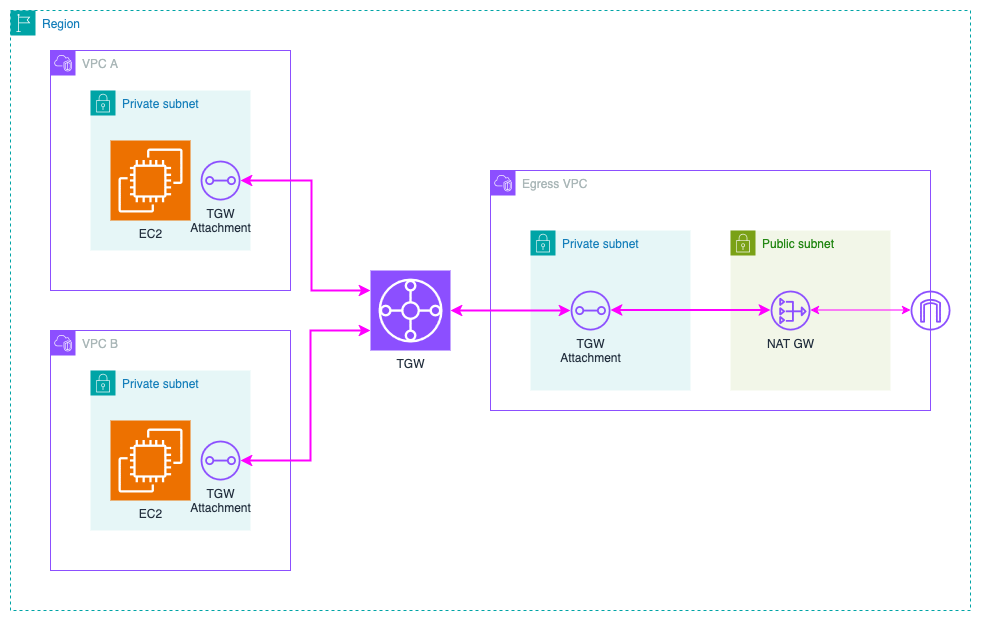 Region
VPC A
Private subnet
EC2
TGW
Attachment
VPC B
Private subnet
EC2
TGW
Attachment
TGW
Egress VPC
Private subnet
TGW
Attachment
Public subnet
NAT GW